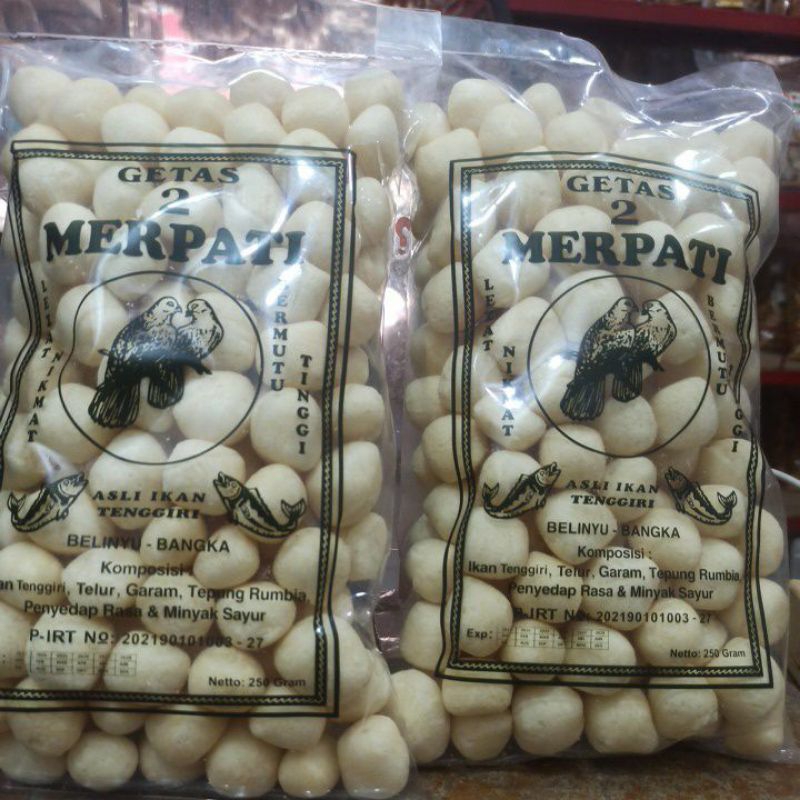 GETAS
2
MERPATI
LEZAT NIKMAT
BERMUTU TINGGI
ASLI IKAN
TENGGIRI
BELINYU - BANGKA
Komposisi :
Ikan Tenggiri, Telur, Garam, Tepung Rumbia,
Penyedap Rasa & Minyak Sayur
P-IRT No: 202190101003 - 27
Netto: 250 Gram
GETAS
2
MERPATI
LEZAT NIKMAT
BERMUTU TINGGI
ASLI IKAN
TENGGIRI
BELINYU - BANGKA
Komposisi :
Ikan Tenggiri, Telur, Garam, Tepung Rumbia,
Penyedap Rasa & Minyak Sayur
P-IRT No: 202190101003 - 27
Exp :
Netto: 250 Gram